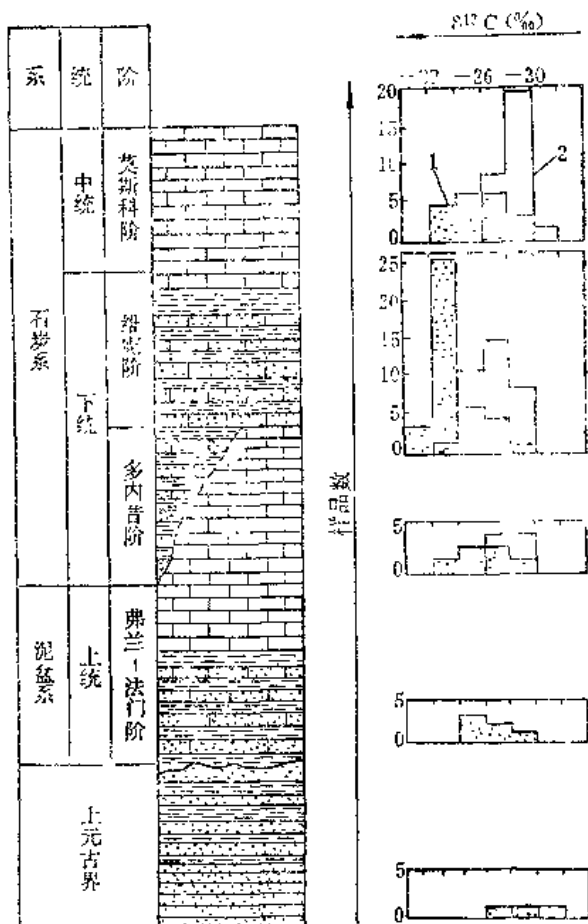 δ¹³C (‰)
系 统 阶
-26 -30
石炭系
中统
莫斯科阶
下统
多内昔阶
泥盆系
上统
弗兰-法门阶
上元古界
样品数
20
15
10
5
0
1
2
25
20
15
10
5
0
5
0
5
0
5
0